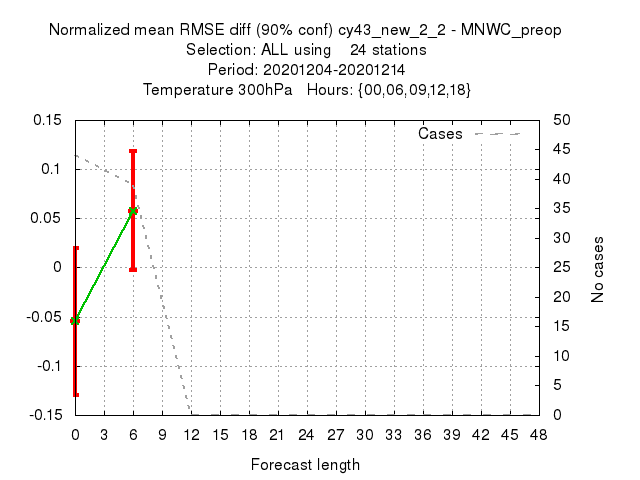 Normalized mean RMSE diff (90% conf) cy43_new_2_2 - MNWC_preop
Selection: ALL using 24 stations
Period: 20201204-20201214
Temperature 300hPa Hours: {00,06,09,12,18}
Cases
0.15
0.1
0.05
0
-0.05
-0.1
-0.15
50
45
40
35
30
25
20
15
10
5
0
No cases
0 3 6 9 12 15 18 21 24 27 30 33 36 39 42 45 48
Forecast length